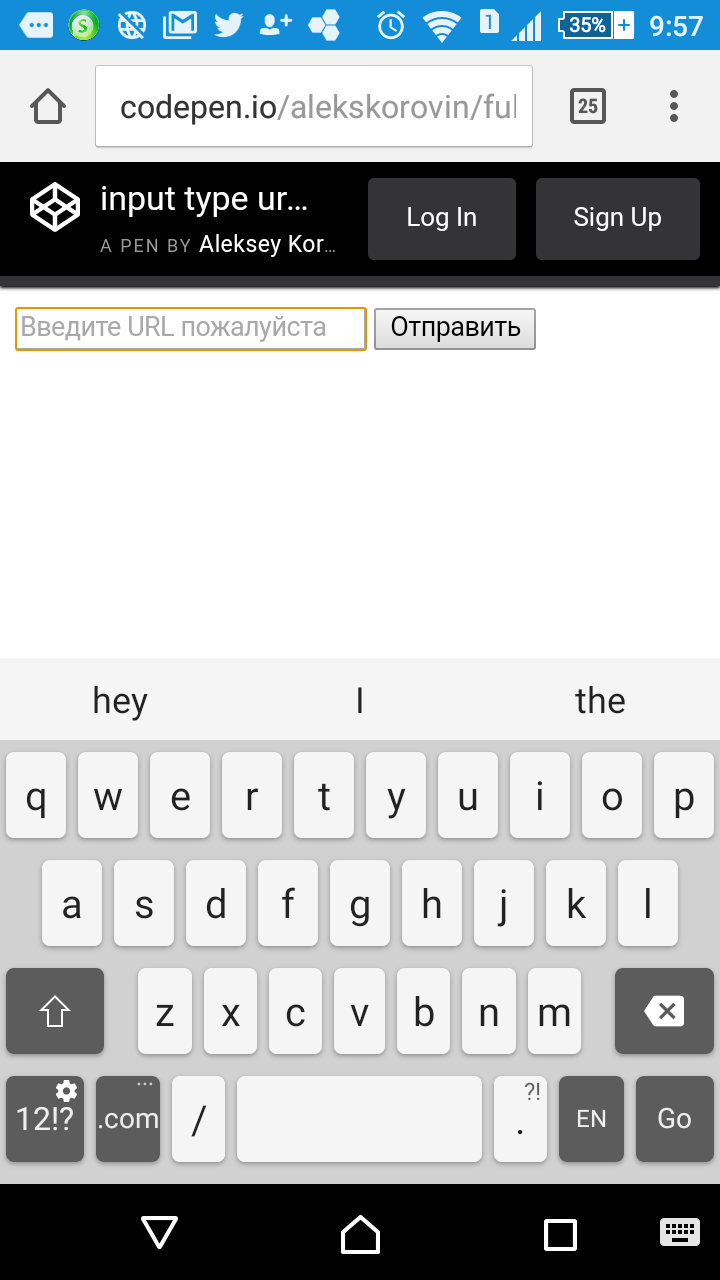 1 35% 9:57
codepen.io/alekskorovin/ful
25
input type ur...
A PEN BY Aleksey Kor...
Log In
Sign Up
Введите URL пожалуйста
Отправить
hey I the
q w e r t y u i o p
a s d f g h j k l
z x c v b n m
12!? .com / . ?! EN Go